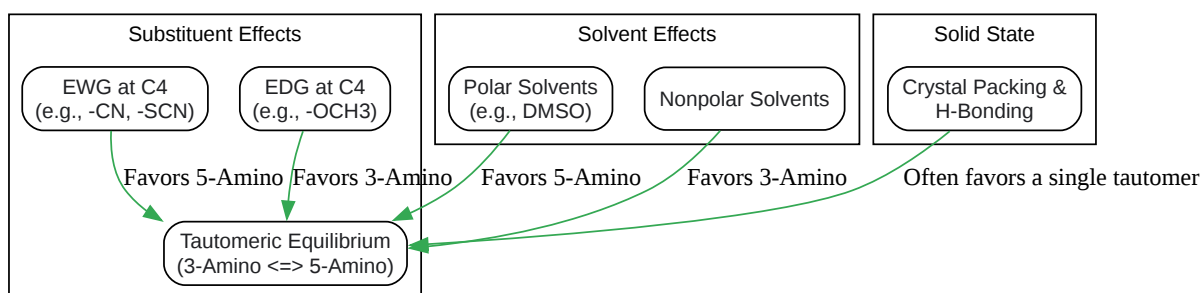 Substituent Effects
Solvent Effects
Solid State
EWG at C4
(e.g., -CN, -SCN)
EDG at C4
(e.g., -OCH3)
Polar Solvents
(e.g., DMSO)
Nonpolar Solvents
Crystal Packing &
H-Bonding
Favors 5-Amino
Favors 3-Amino
Favors 5-Amino
Favors 3-Amino
Often favors a single tautomer
Tautomeric Equilibrium
(3-Amino <=> 5-Amino)